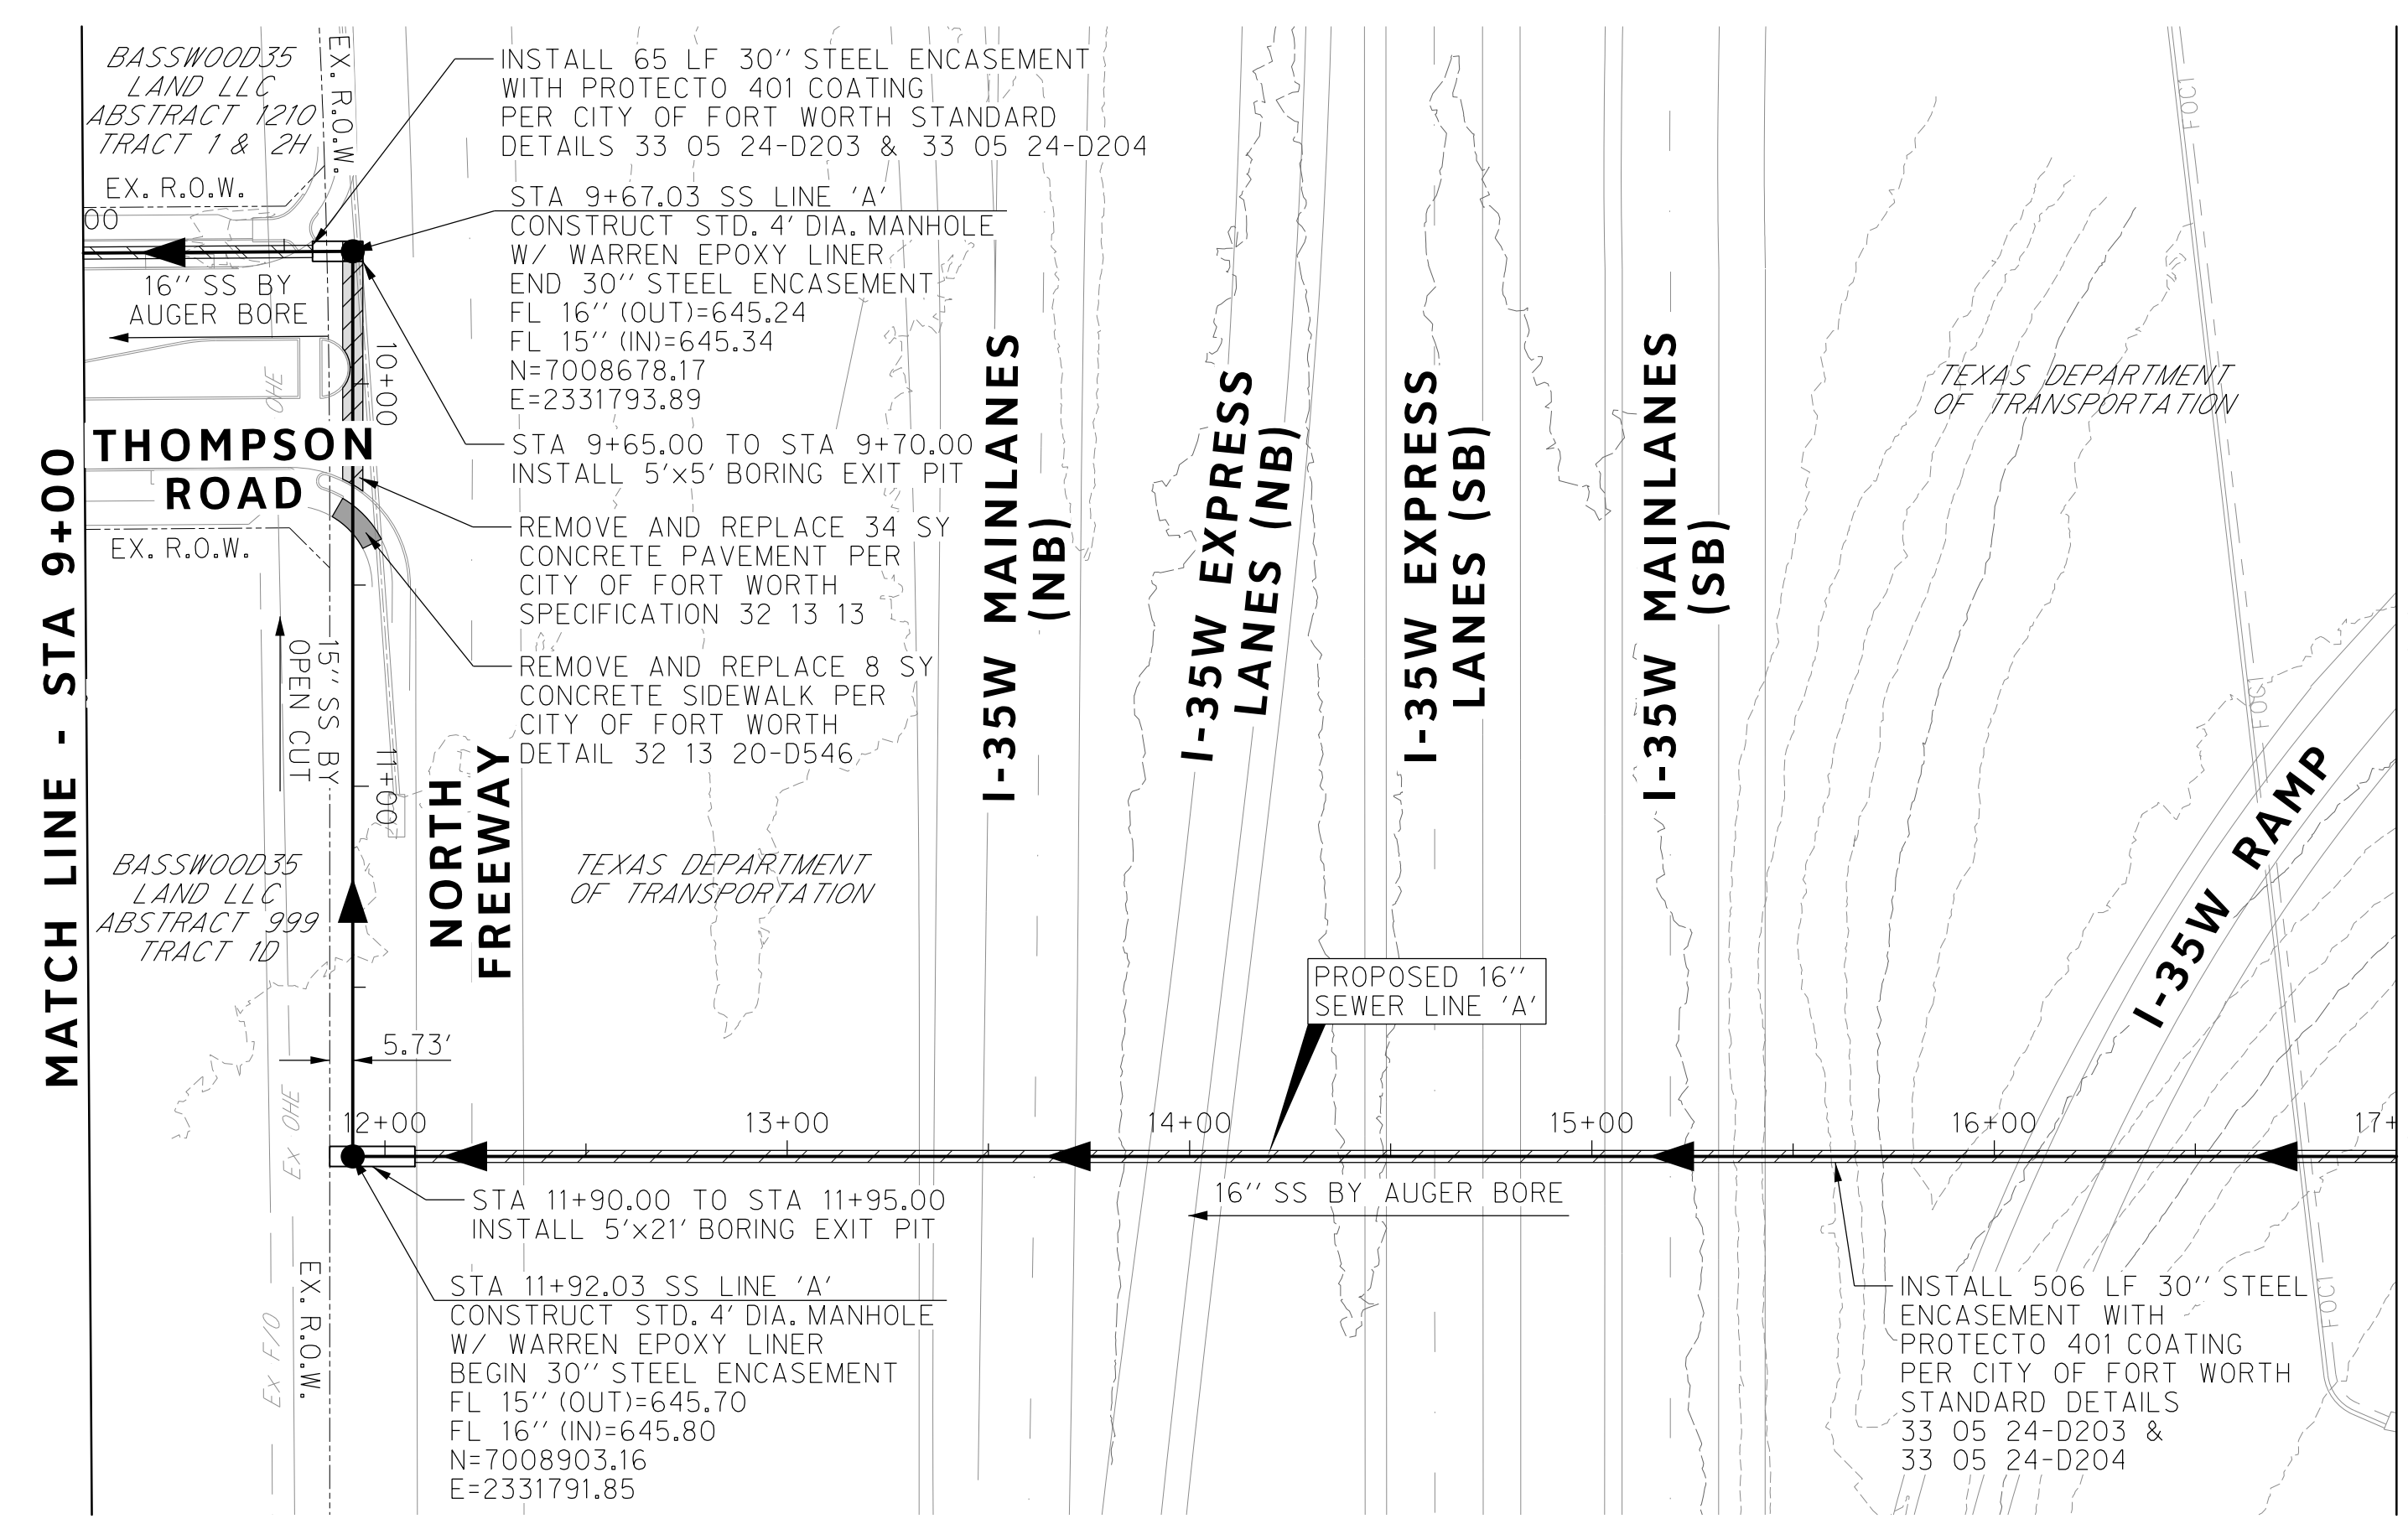 BASSWOOD35
LAND LLC
ABSTRACT 1210
TRACT 1 & 2H
EX. R.O.W.
EX. R.O.W.
00
INSTALL 65 LF 30'' STEEL ENCASEMENT
WITH PROTECTO 401 COATING
PER CITY OF FORT WORTH STANDARD
DETAILS 33 05 24-D203 & 33 05 24-D204
STA 9+67.03 SS LINE 'A'
CONSTRUCT STD. 4' DIA. MANHOLE
W/ WARREN EPOXY LINER
END 30'' STEEL ENCASEMENT
FL 16'' (OUT)=645.24
FL 15'' (IN)=645.34
N=7008678.17
E=2331793.89
16'' SS BY
AUGER BORE
OHE
10+00
STA 9+65.00 TO STA 9+70.00
INSTALL 5'x5' BORING EXIT PIT
THOMPSON
ROAD
EX. R.O.W.
REMOVE AND REPLACE 34 SY
CONCRETE PAVEMENT PER
CITY OF FORT WORTH
SPECIFICATION 32 13 13
REMOVE AND REPLACE 8 SY
CONCRETE SIDEWALK PER
CITY OF FORT WORTH
DETAIL 32 13 20-D546
MATCH LINE - STA 9+00
15'' SS BY
OPEN CUT
11+00
NORTH
FREEWAY
BASSWOOD35
LAND LLC
ABSTRACT 999
TRACT 1D
TEXAS DEPARTMENT
OF TRANSPORTATION
I-35W MAINLANES
(NB)
I-35W EXPRESS
LANES (NB)
I-35W EXPRESS
LANES (SB)
I-35W MAINLANES
(SB)
TEXAS DEPARTMENT
OF TRANSPORTATION
FOCI
FOCI
I-35W RAMP
PROPOSED 16''
SEWER LINE 'A'
5.73'
12+00
13+00
14+00
15+00
16+00
17+
EX OHE
16'' SS BY AUGER BORE
STA 11+90.00 TO STA 11+95.00
INSTALL 5'x21' BORING EXIT PIT
EX. R.O.W.
EX F/O
STA 11+92.03 SS LINE 'A'
CONSTRUCT STD. 4' DIA. MANHOLE
W/ WARREN EPOXY LINER
BEGIN 30'' STEEL ENCASEMENT
FL 15'' (OUT)=645.70
FL 16'' (IN)=645.80
N=7008903.16
E=2331791.85
INSTALL 506 LF 30'' STEEL
ENCASEMENT WITH
PROTECTO 401 COATING
PER CITY OF FORT WORTH
STANDARD DETAILS
33 05 24-D203 &
33 05 24-D204
FOCI